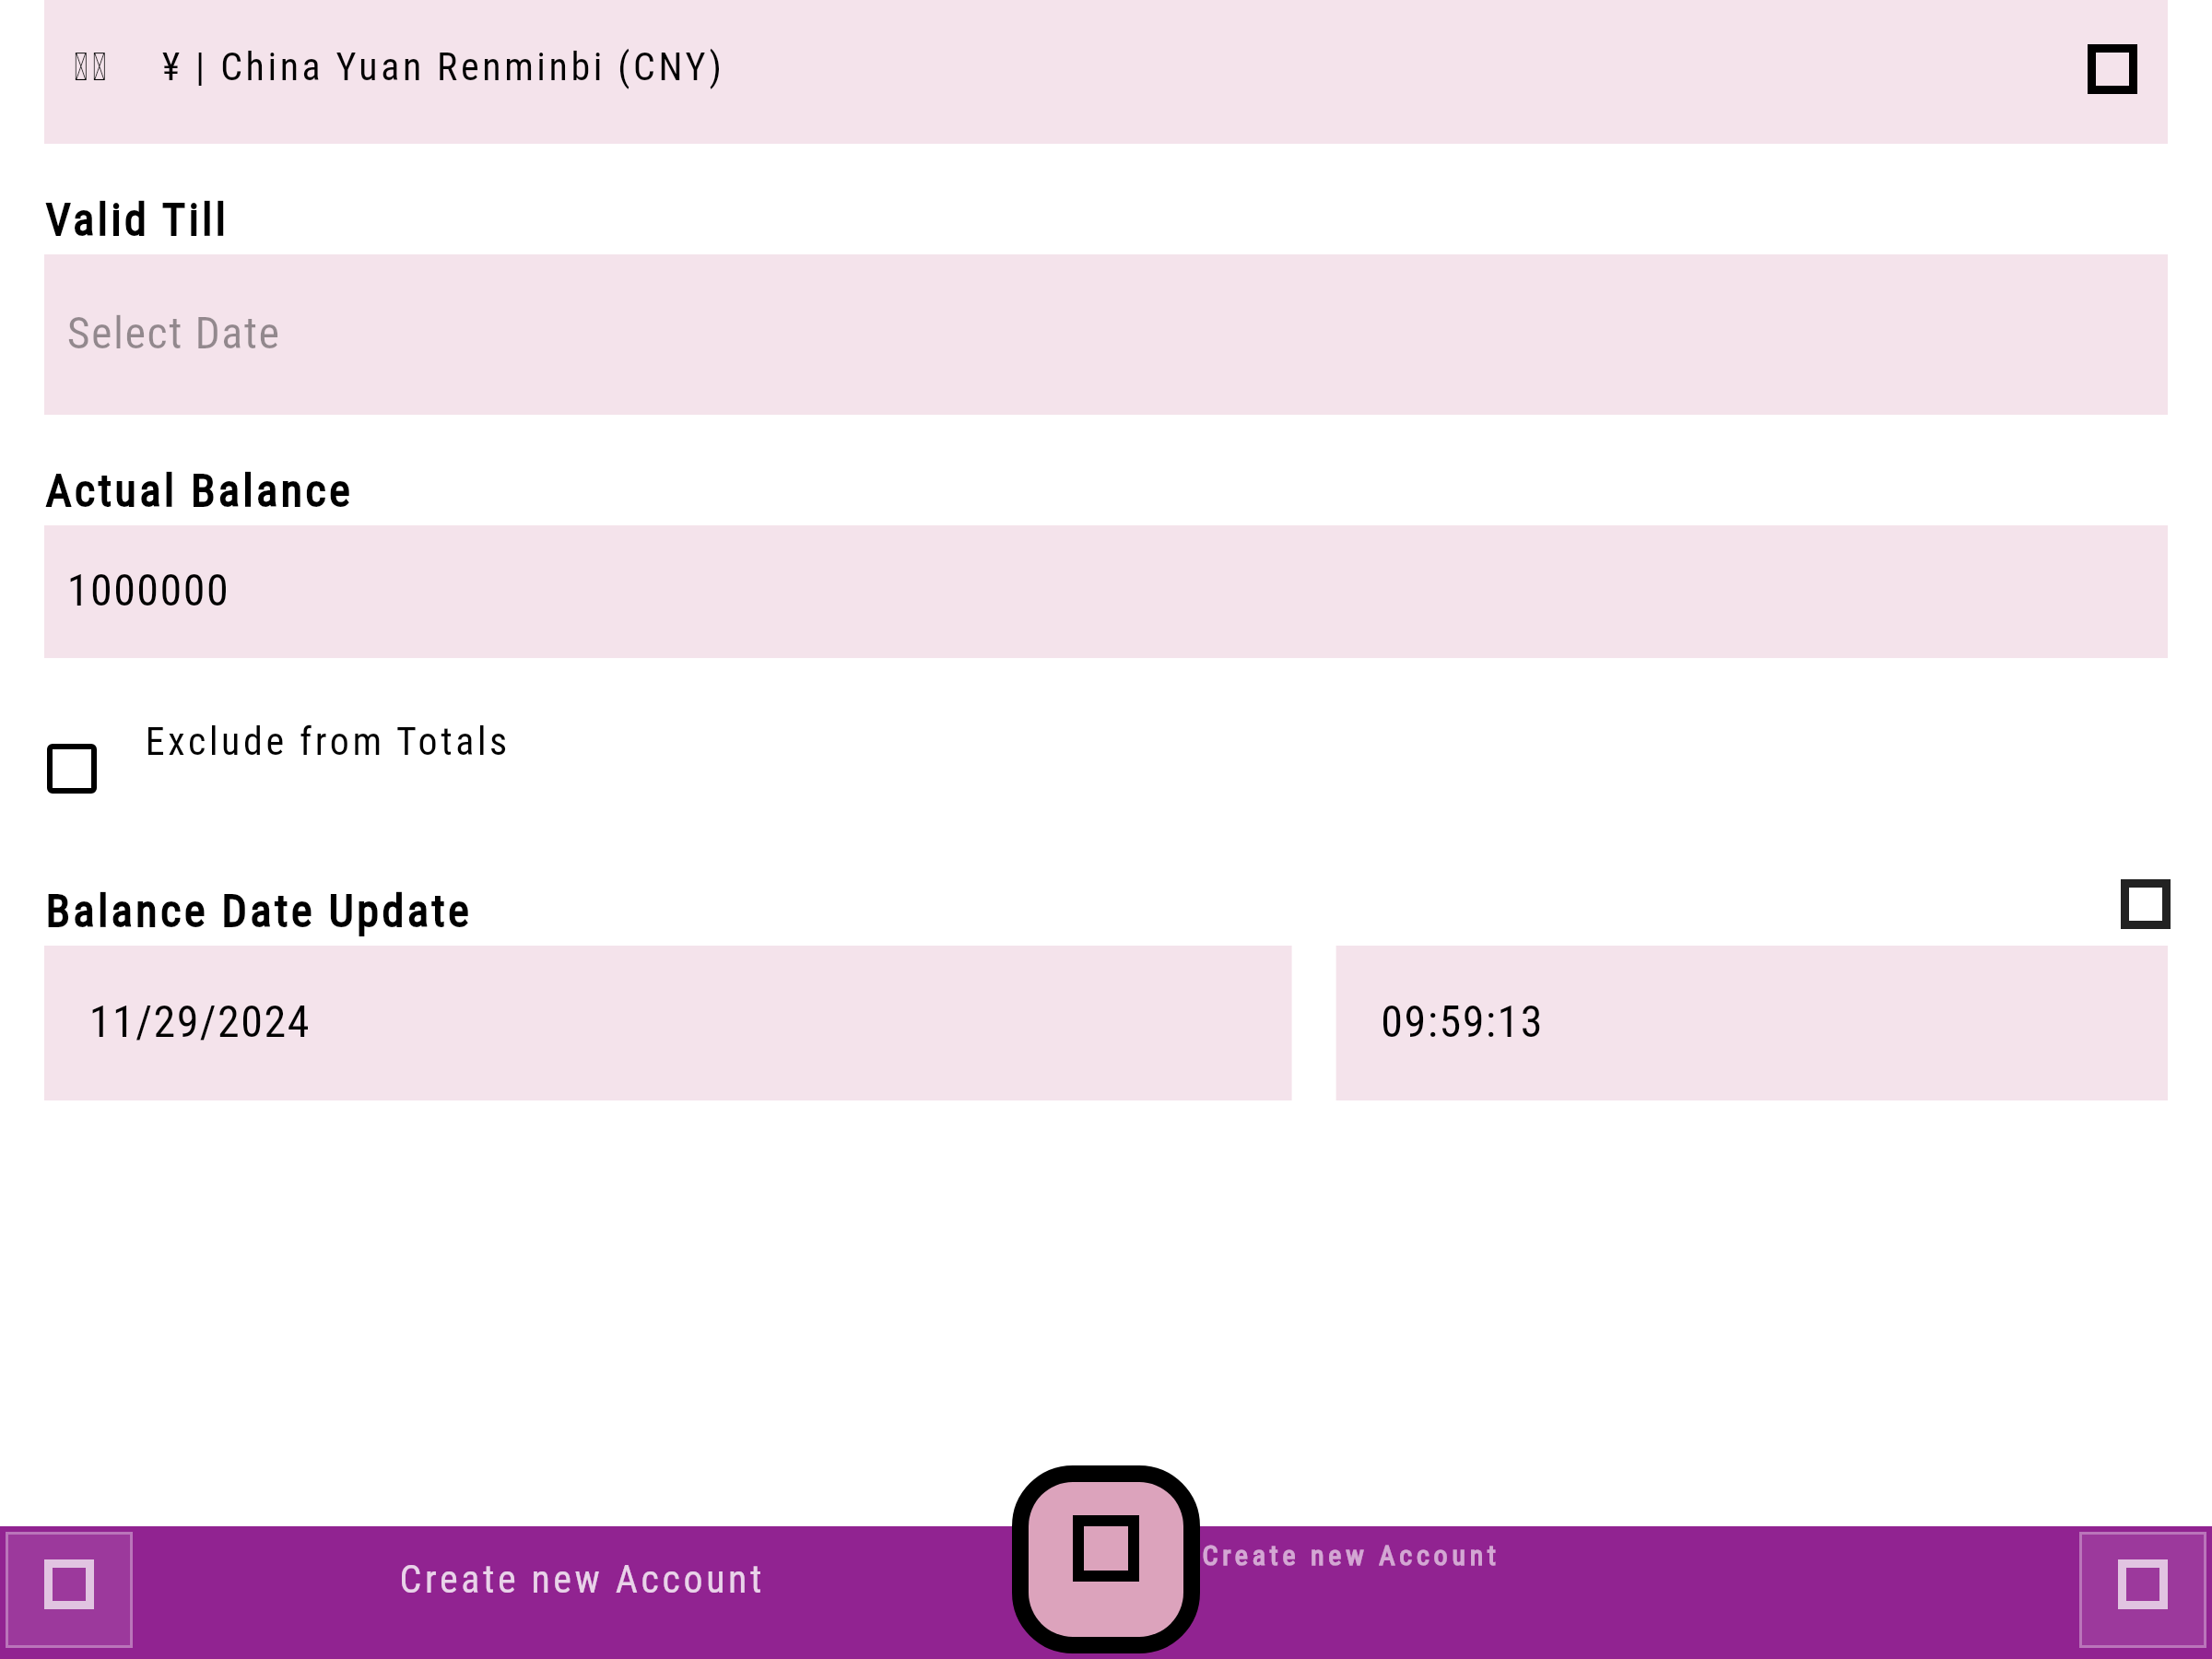 ¥ | China Yuan Renminbi (CNY)
Valid Till
Select Date
Actual Balance
1000000
Exclude from Totals
Balance Date Update
11/29/2024 09:59:13
Create new Account
Create new Account